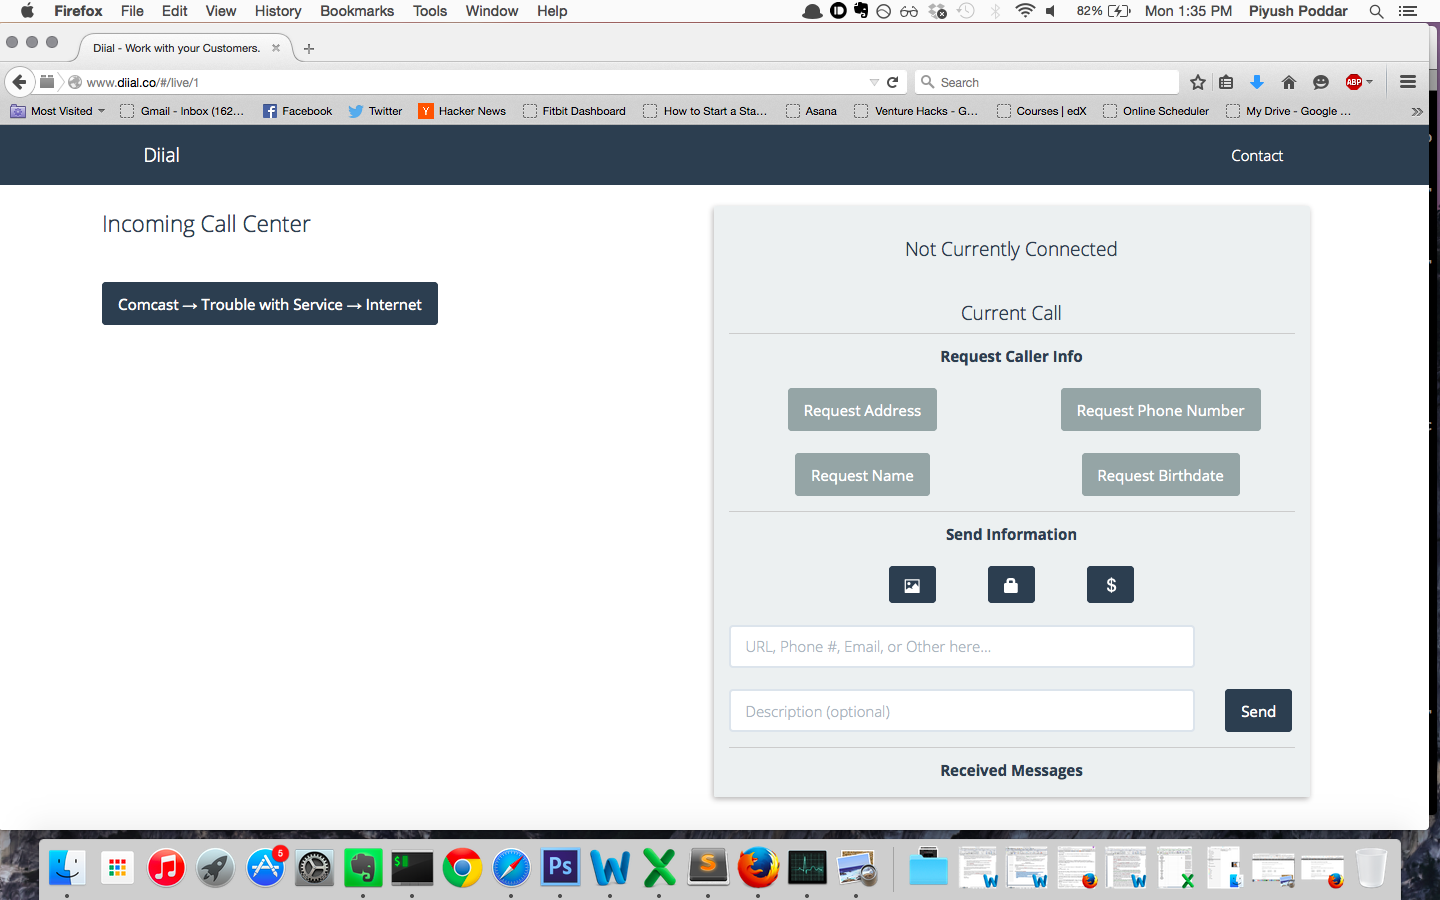 Firefox File Edit View History Bookmarks Tools Window Help 82% Mon 1:35 PM Piyush Poddar
Diial - Work with your Customers.
www.diial.co/#/live/1 Search ABP
Most Visited Gmail - Inbox (162... Facebook Twitter Y Hacker News Fitbit Dashboard How to Start a Sta... Asana Venture Hacks - G... Courses | edX Online Scheduler My Drive - Google ...
Diial Contact
Incoming Call Center
Comcast → Trouble with Service → Internet
Not Currently Connected
Current Call
Request Caller Info
Request Address Request Phone Number
Request Name Request Birthdate
Send Information
$
URL, Phone #, Email, or Other here...
Description (optional) Send
Received Messages
5
$ Ps W X S W W W X